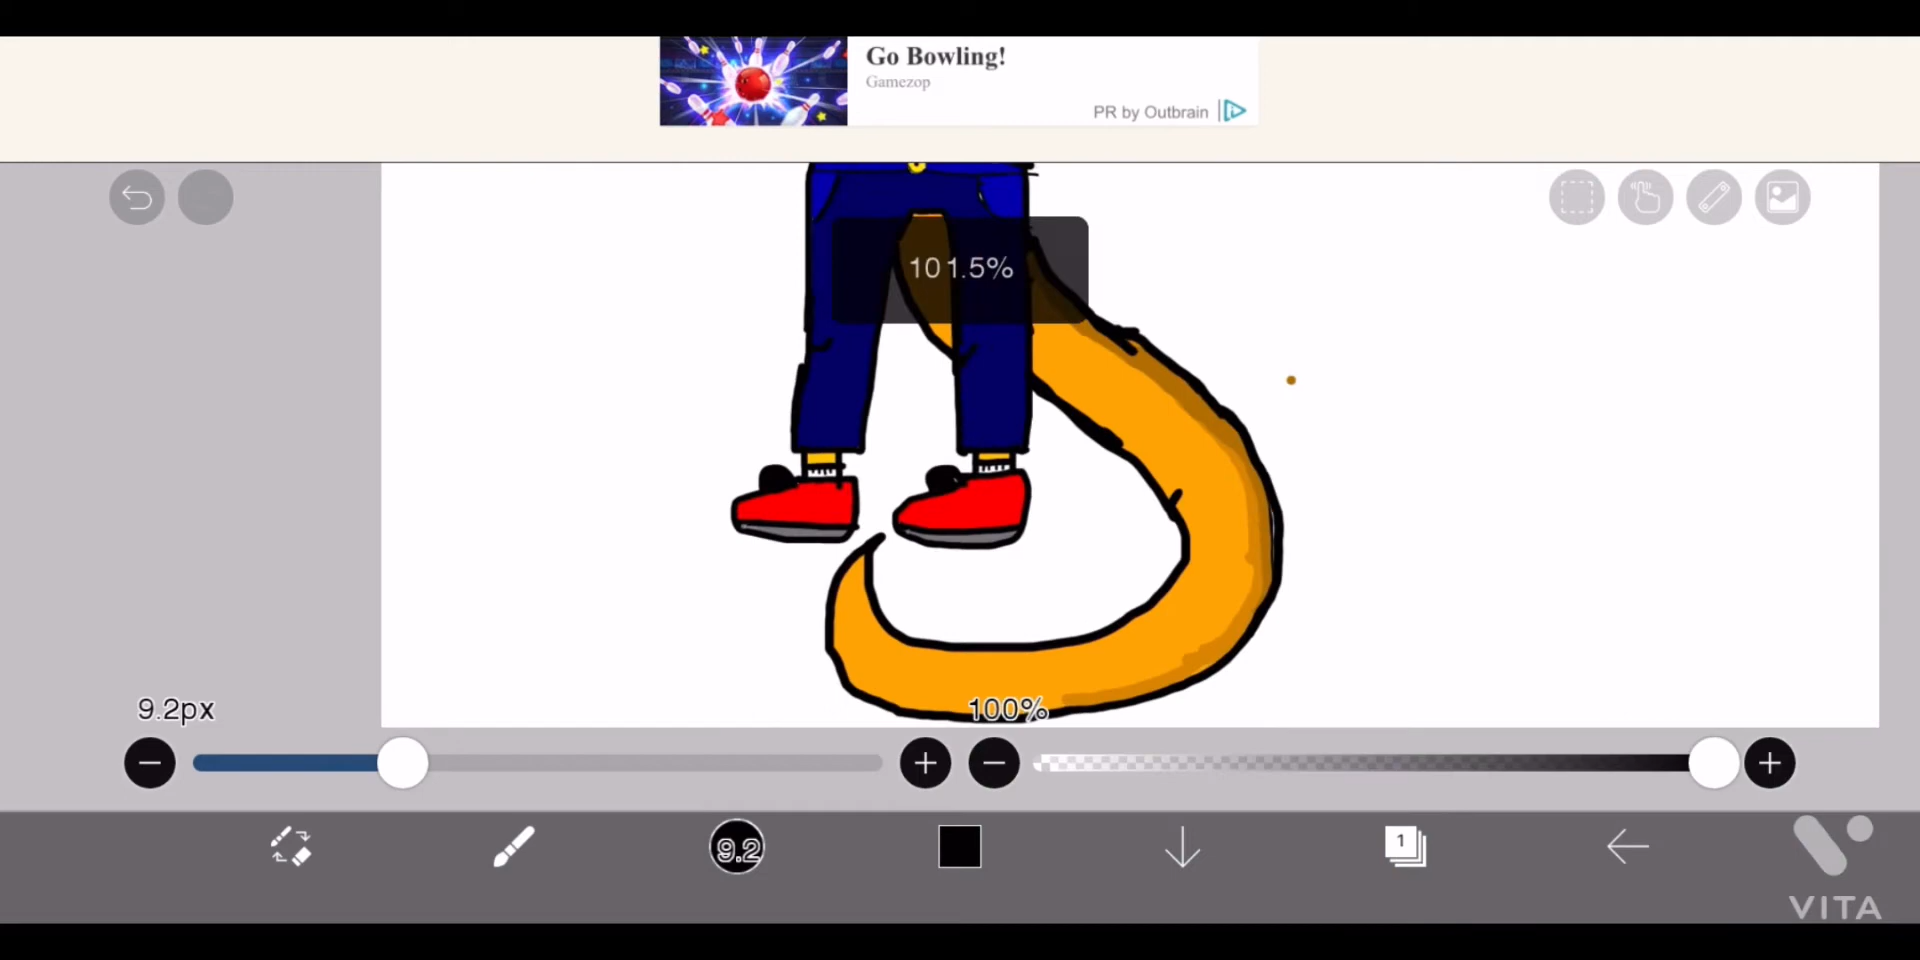 Go Bowling!
Gamezop
PR by Outbrain
101.5%
9.2px
100%
9.2
1
VITA